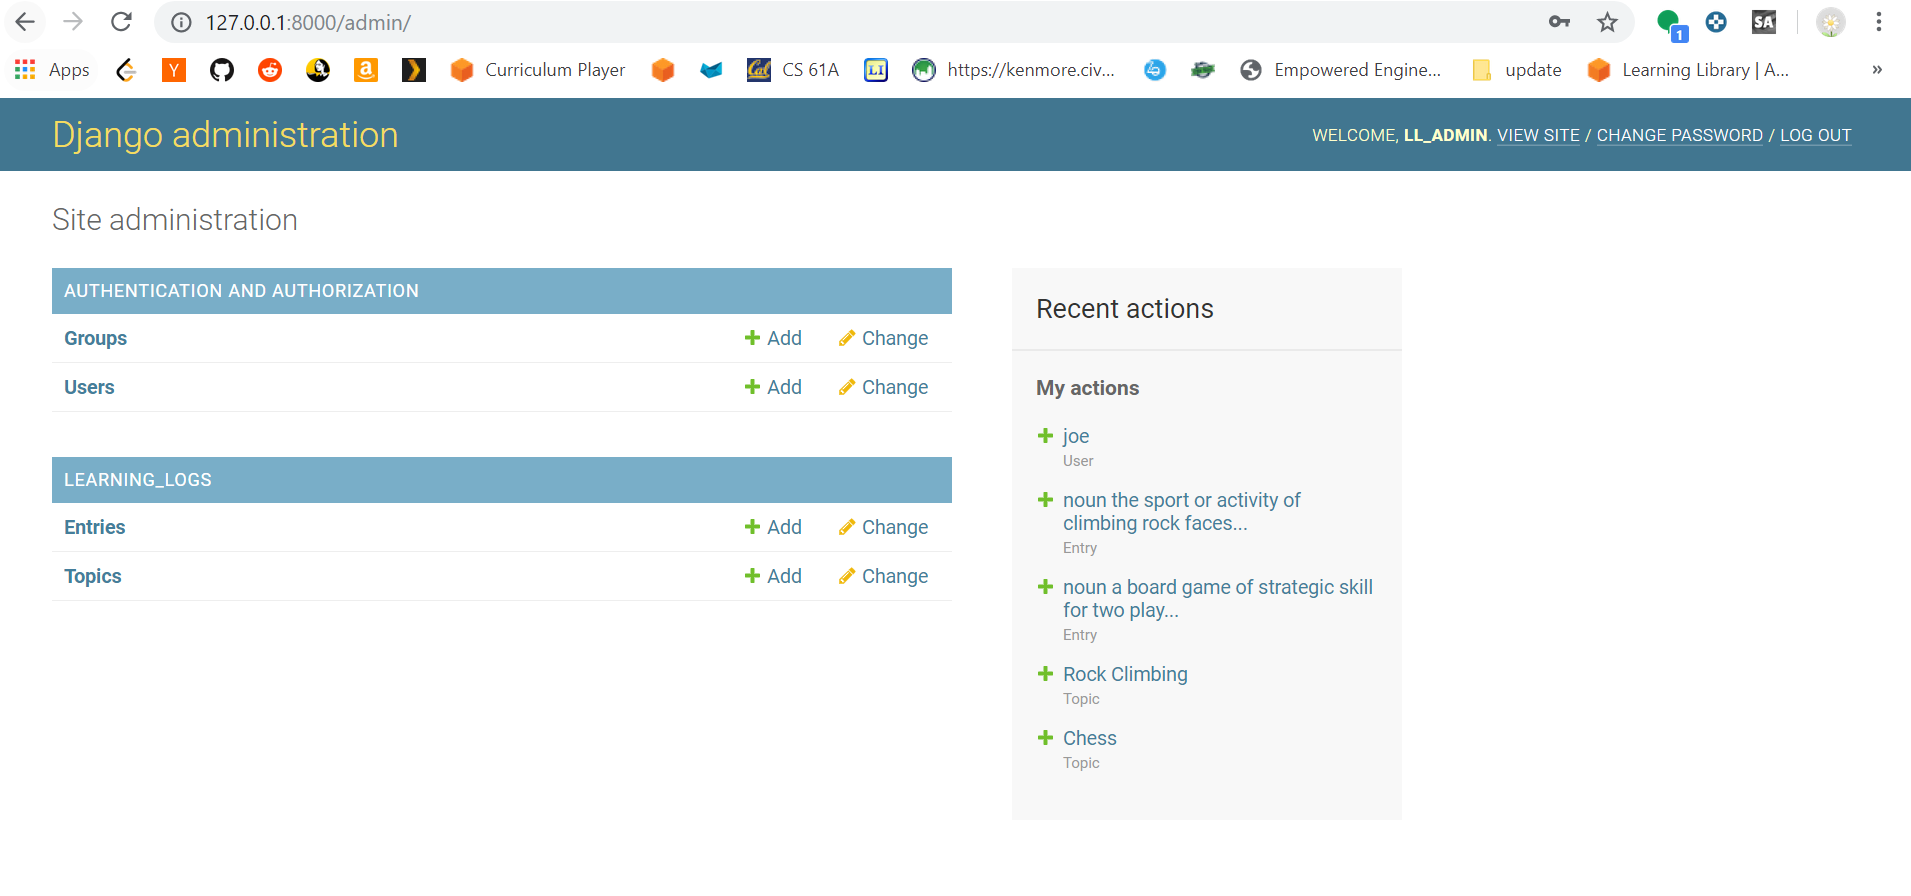 127.0.0.1:8000/admin/
1
SA
Apps
Y
Cal
CS 61A
LI
https://kenmore.civ...
Curriculum Player
Empowered Engine...
update
Learning Library | A...
»
Django administration
WELCOME, LL_ADMIN. VIEW SITE / CHANGE PASSWORD / LOG OUT
Site administration
AUTHENTICATION AND AUTHORIZATION
Groups Add Change
Users Add Change
LEARNING_LOGS
Entries Add Change
Topics Add Change
Recent actions
My actions
joe
User
noun the sport or activity of
climbing rock faces...
Entry
noun a board game of strategic skill
for two play...
Entry
Rock Climbing
Topic
Chess
Topic